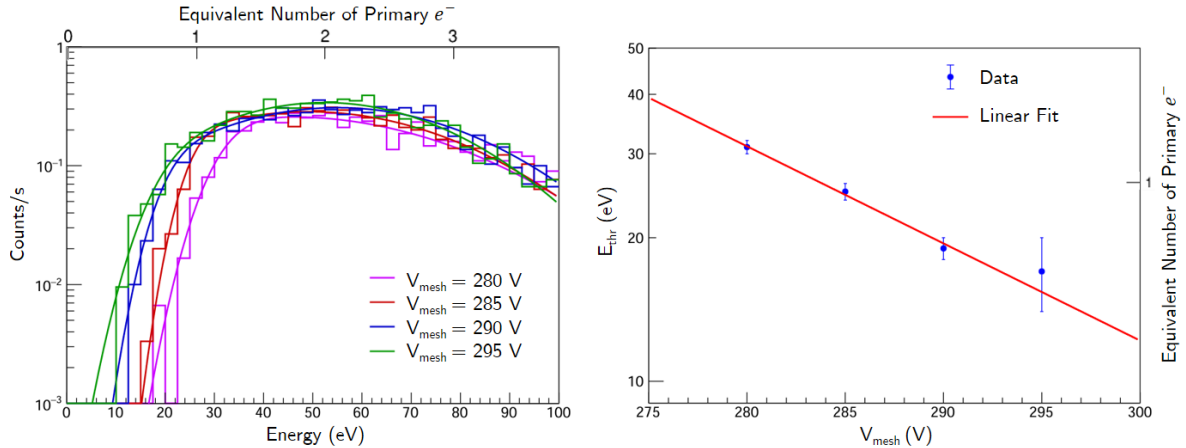 Equivalent Number of Primary e⁻
0 1 2 3
1
10⁻¹
10⁻²
10⁻³
Counts/s
V_mesh = 280 V
V_mesh = 285 V
V_mesh = 290 V
V_mesh = 295 V
0 10 20 30 40 50 60 70 80 90 100
Energy (eV)
50
40
30
20
10
E_thr (eV)
Data
Linear Fit
1
Equivalent Number of Primary e⁻
275 280 285 290 295 300
V_mesh (V)